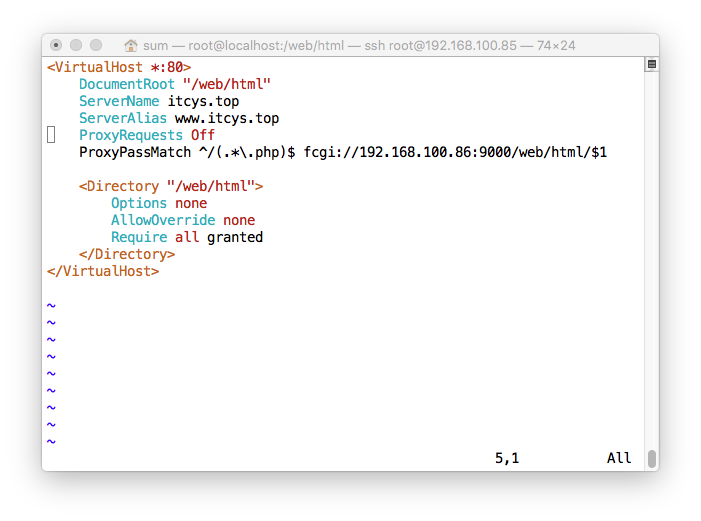 sum — root@localhost:/web/html — ssh root@192.168.100.85 — 74×24
<VirtualHost *:80>
    DocumentRoot "/web/html"
    ServerName itcys.top
    ServerAlias www.itcys.top
    ProxyRequests Off
    ProxyPassMatch ^/(.*\.php)$ fcgi://192.168.100.86:9000/web/html/$1

    <Directory "/web/html">
        Options none
        AllowOverride none
        Require all granted
    </Directory>
</VirtualHost>

~
~
~
~
~
~
~
~
~
5,1 All